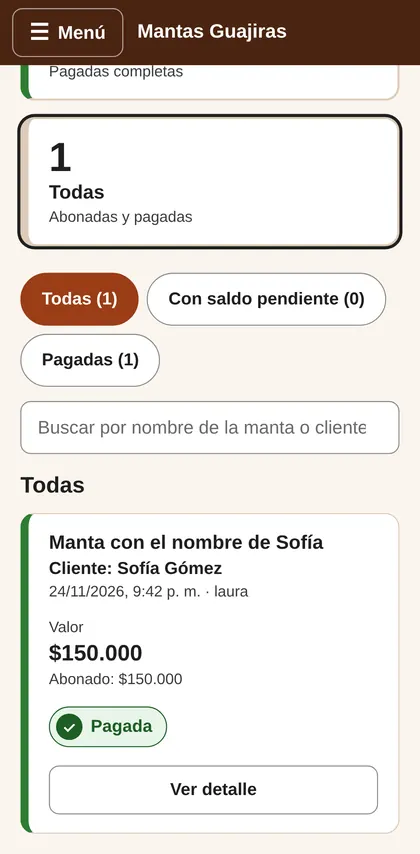 ☰ Menú Mantas Guajiras
Pagadas completas
1
Todas
Abonadas y pagadas
Todas (1) Con saldo pendiente (0)
Pagadas (1)
Buscar por nombre de la manta o cliente
Todas
Manta con el nombre de Sofía
Cliente: Sofía Gómez
24/11/2026, 9:42 p. m. · laura
Valor
$150.000
Abonado: $150.000
Pagada
Ver detalle